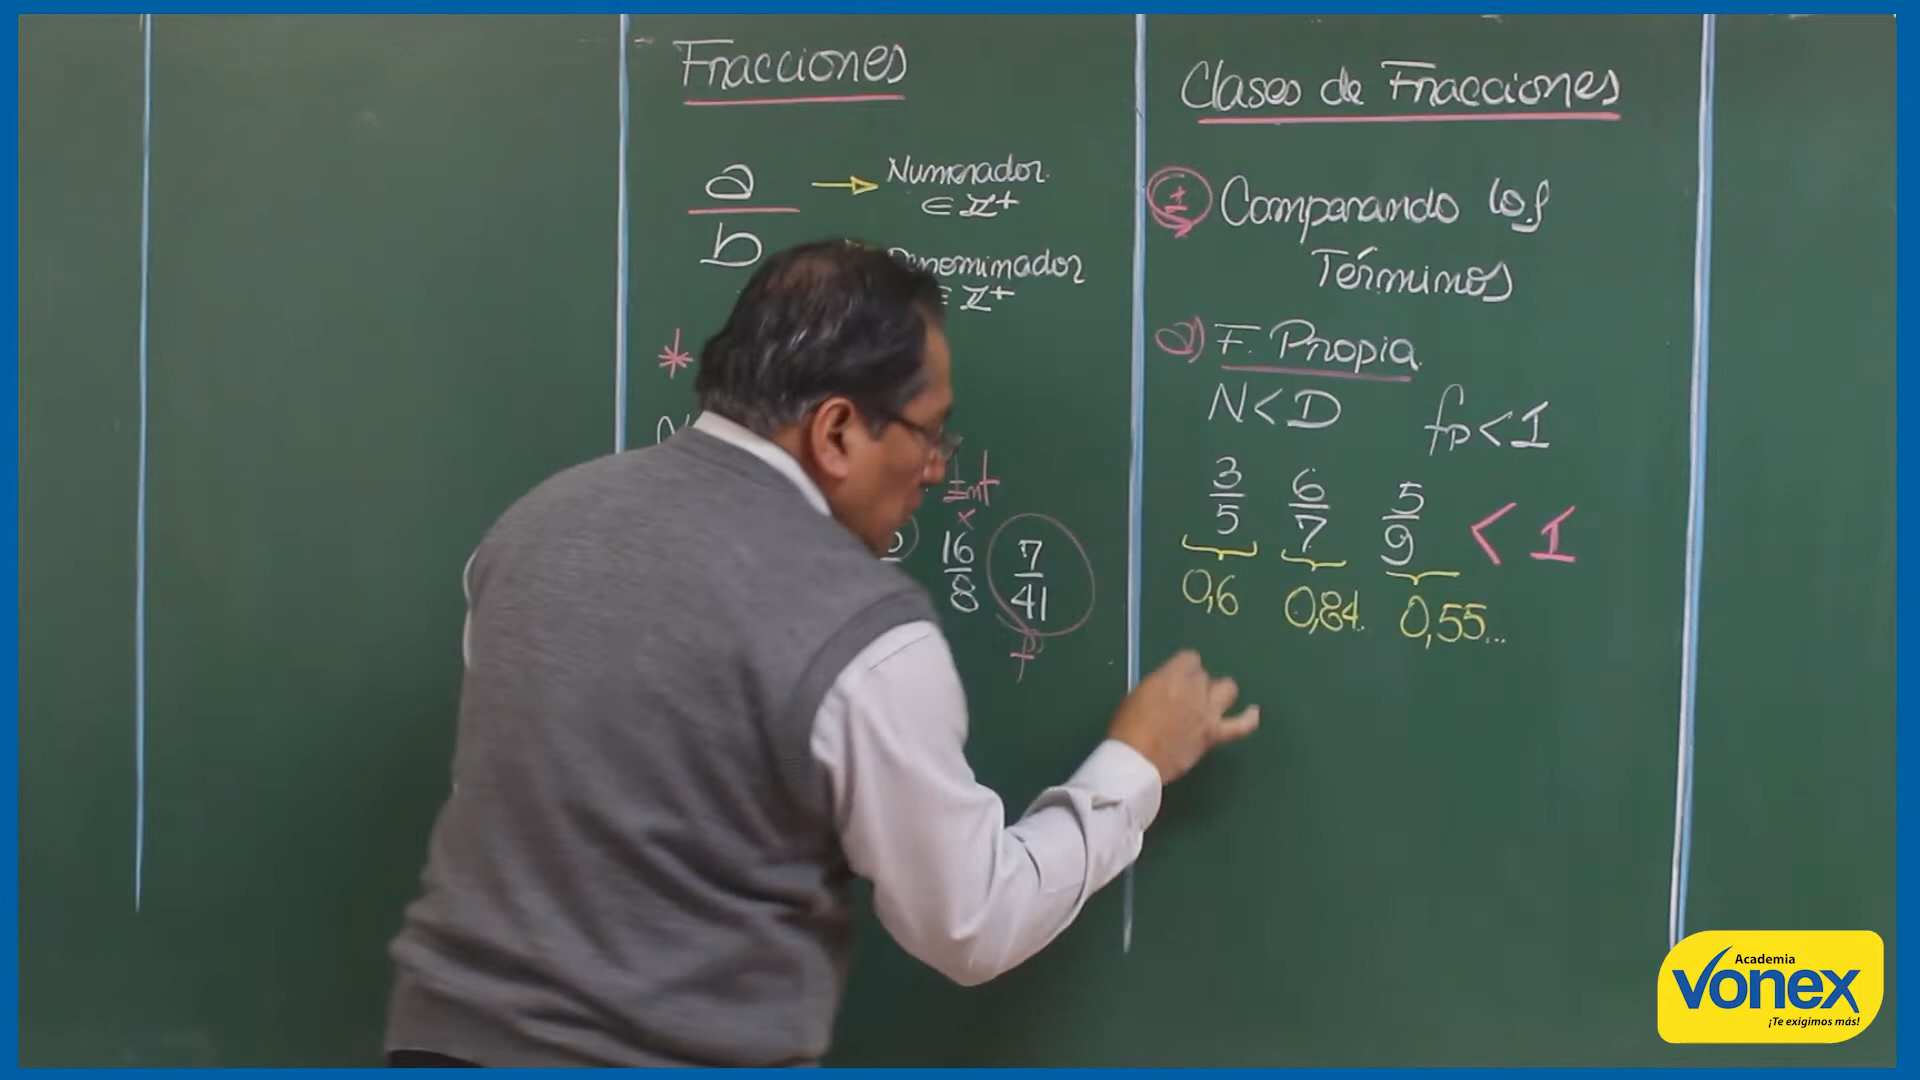 Fracciones
a
b
Numerador
∈ Z+
Denominador
∈ Z+
*
Int
x
16
8
7
41
f
Clases de Fracciones
1
Comparando los
Términos
a) F. Propia
N<D
fp<1
3
5
6
7
5
9
< 1
0,6
0,84..
0,55...
Academia
vonex
¡Te exigimos más!